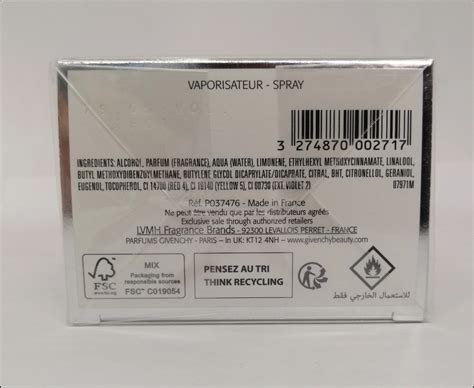 VAPORISATEUR - SPRAY
3 274870 002717
INGREDIENTS: ALCOHOL, PARFUM (FRAGRANCE), AQUA (WATER), LIMONENE, ETHYLHEXYL METHOXYCINNAMATE, LINALOOL,
BUTYL METHOXYDIBENZOYLMETHANE, BUTYLENE GLYCOL DICAPRYLATE/DICAPRATE, CITRAL, BHT, CITRONELLOL, GERANIOL,
EUGENOL, TOCOPHEROL, CI 14700 (RED 4), CI 19140 (YELLOW 5), CI 60730 (EXT. VIOLET 2)
07971M
Réf. P037476 - Made in France
Ne peut être vendu que par les distributeurs agréés
Exclusive sale through authorized retailers
LVMH Fragrance Brands - 92300 LEVALLOIS PERRET - FRANCE
PARFUMS GIVENCHY - PARIS - In UK: KT12 4NH - www.givenchybeauty.com
FSC
MIX
Packaging from
responsible sources
FSC™ C019054
PENSEZ AU TRI
THINK RECYCLING
للاستعمال الخارجي فقط